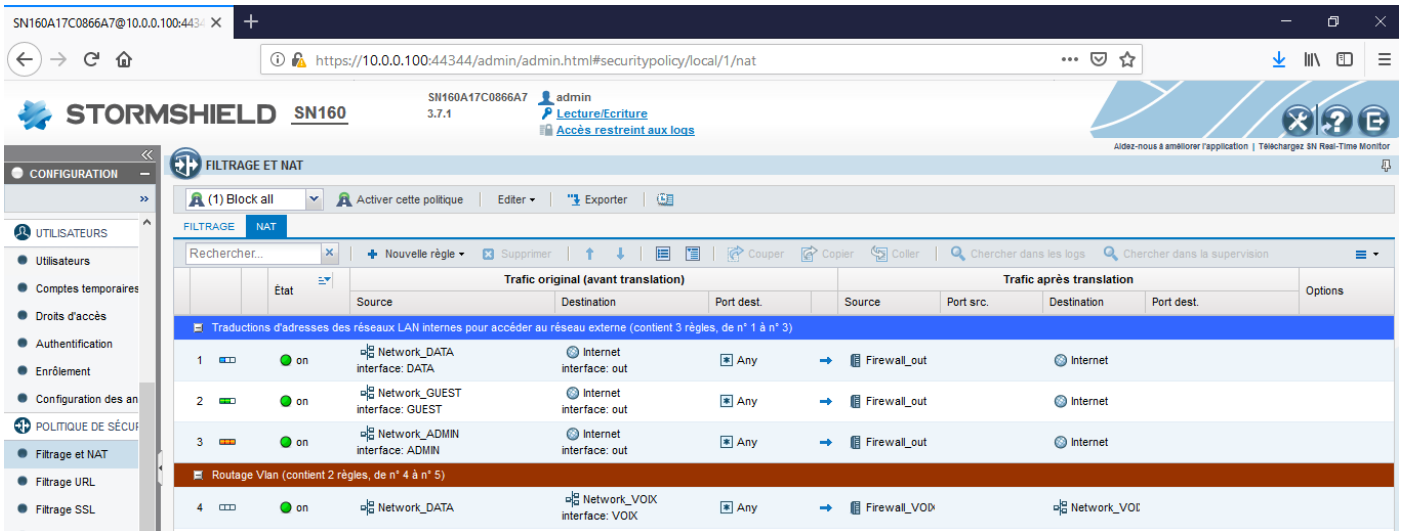 SN160A17C0866A7@10.0.0.100:4434
https://10.0.0.100:44344/admin/admin.html#securitypolicy/local/1/nat
STORMSHIELD SN160
SN160A17C0866A7
3.7.1
admin
Lecture/Ecriture
Accès restreint aux logs
Aidez-nous à améliorer l'application | Téléchargez SN Real-Time Monitor
CONFIGURATION
FILTRAGE ET NAT
(1) Block all
Activer cette politique
Editer
Exporter
FILTRAGE
NAT
Rechercher...
Nouvelle règle
Supprimer
Couper
Copier
Coller
Chercher dans les logs
Chercher dans la supervision
UTILISATEURS
Utilisateurs
Comptes temporaires
Droits d'accès
Authentification
Enrôlement
Configuration des an
POLITIQUE DE SÉCUR
Filtrage et NAT
Filtrage URL
Filtrage SSL
État
Trafic original (avant translation)
Trafic après translation
Options
Source
Destination
Port dest.
Source
Port src.
Destination
Port dest.
Traductions d'adresses des réseaux LAN internes pour accéder au réseau externe (contient 3 règles, de n° 1 à n° 3)
1 on Network_DATA Internet Any Firewall_out Internet
interface: DATA interface: out
2 on Network_GUEST Internet Any Firewall_out Internet
interface: GUEST interface: out
3 on Network_ADMIN Internet Any Firewall_out Internet
interface: ADMIN interface: out
Routage Vlan (contient 2 règles, de n° 4 à n° 5)
4 on Network_DATA Network_VOIX Any Firewall_VOIX Network_VOI
interface: VOIX